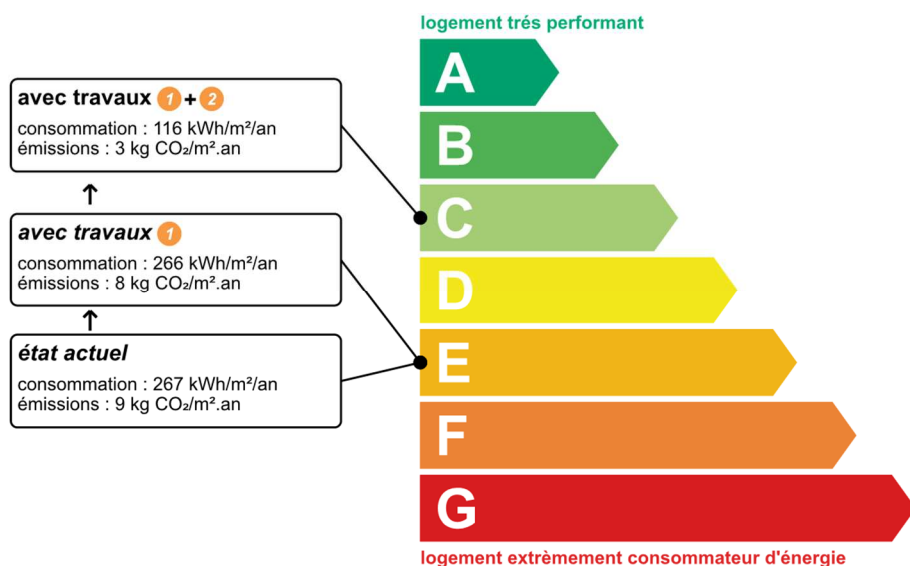 logement trés performant
A
B
C
D
E
F
G
logement extrèmement consommateur d'énergie
avec travaux 1 + 2
consommation : 116 kWh/m²/an
émissions : 3 kg CO₂/m².an
↑
avec travaux 1
consommation : 266 kWh/m²/an
émissions : 8 kg CO₂/m².an
↑
état actuel
consommation : 267 kWh/m²/an
émissions : 9 kg CO₂/m².an